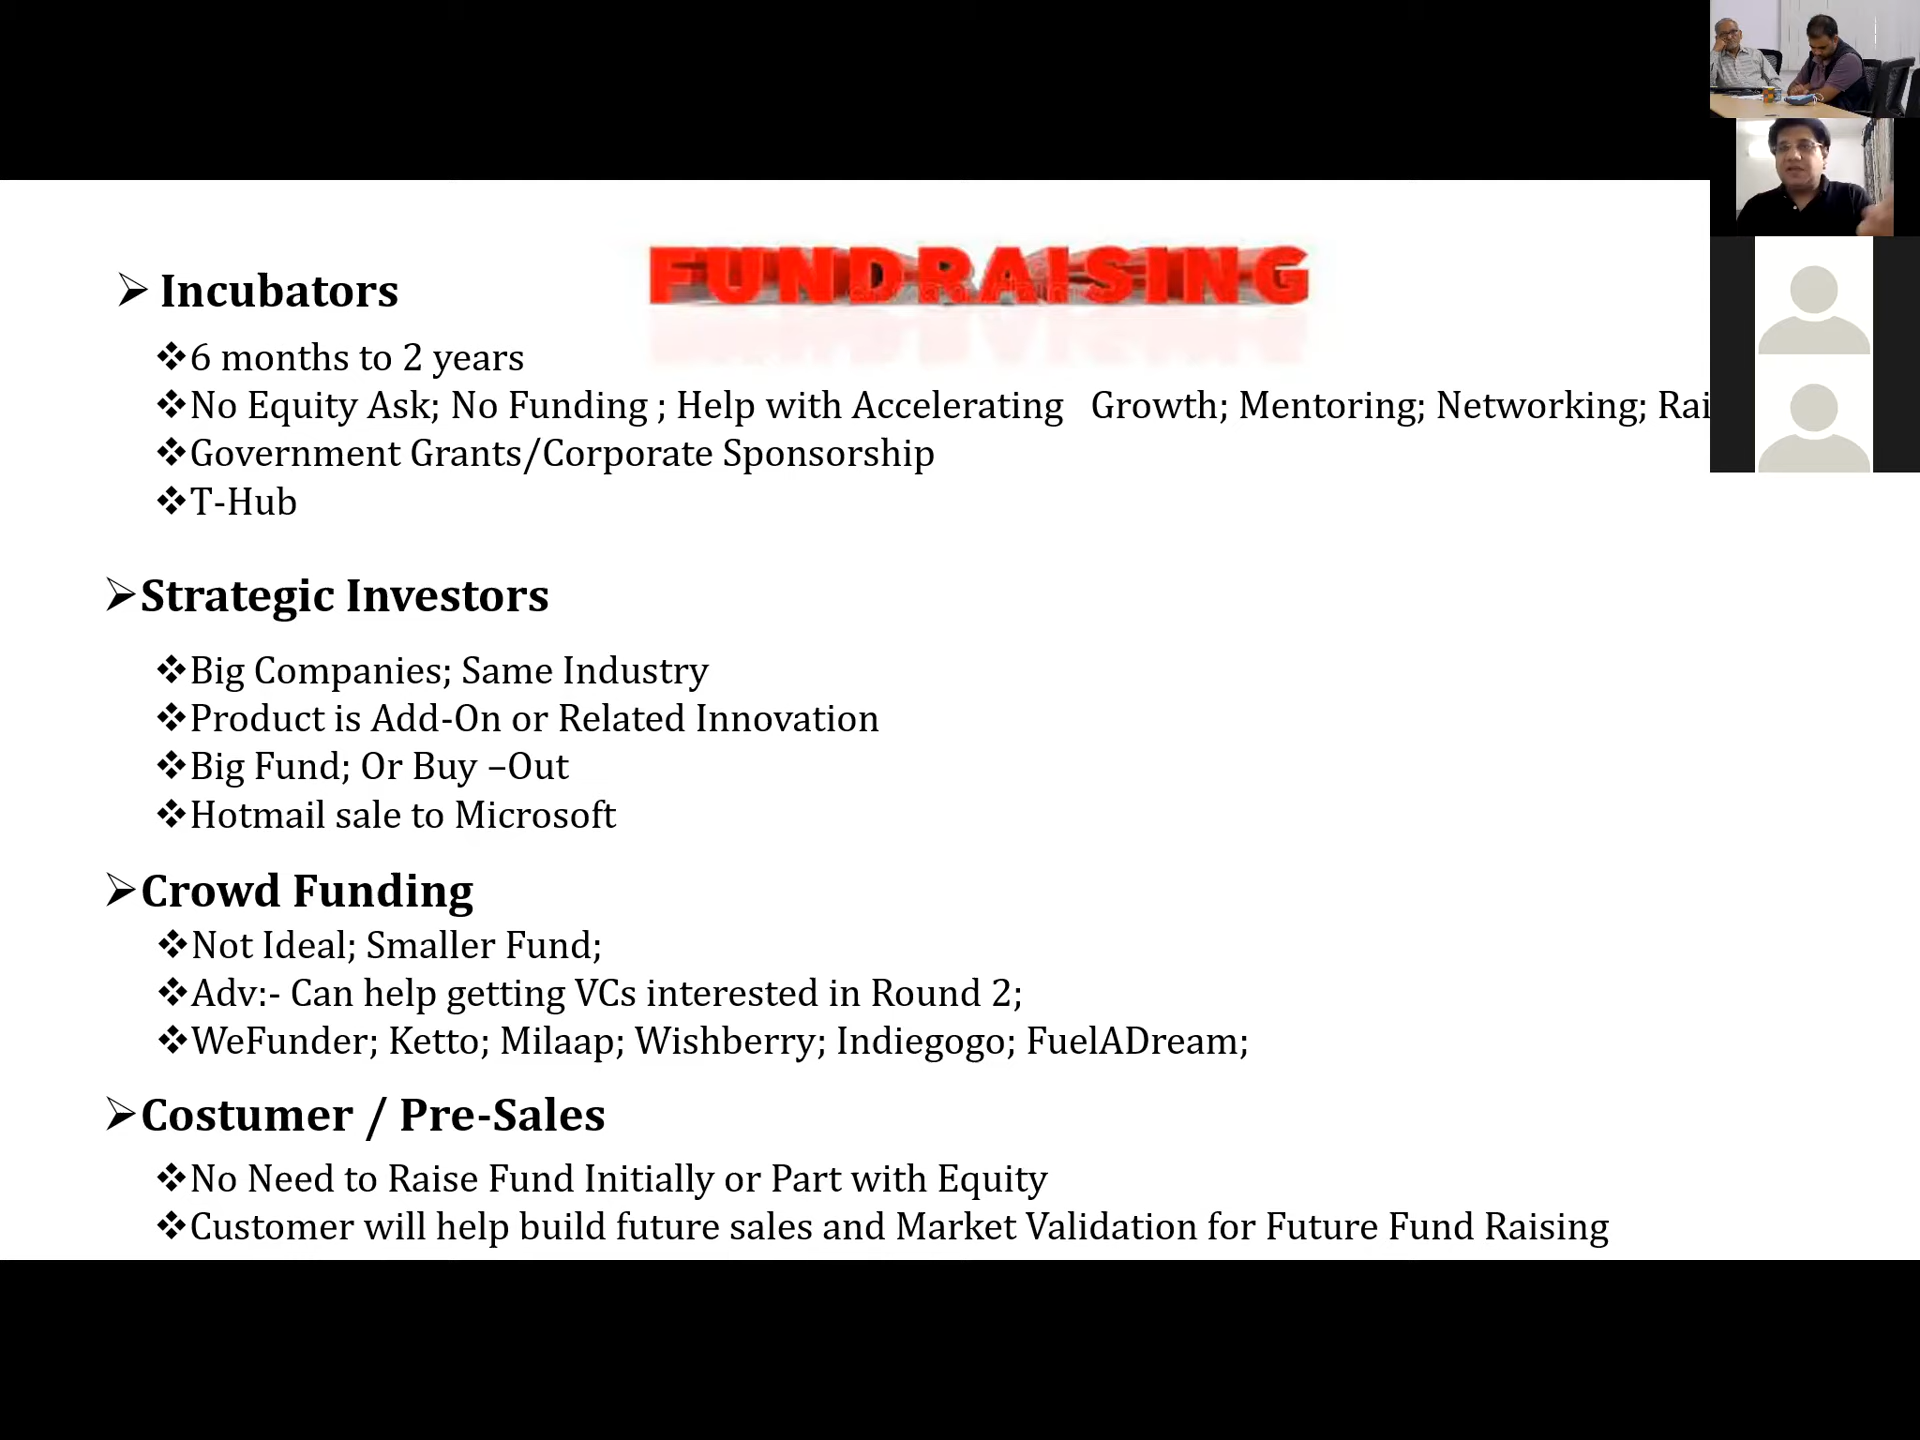 FUNDRAISING
➢ Incubators
❖6 months to 2 years
❖No Equity Ask; No Funding ; Help with Accelerating Growth; Mentoring; Networking;
❖Government Grants/Corporate Sponsorship
❖T-Hub
➢Strategic Investors
❖Big Companies; Same Industry
❖Product is Add-On or Related Innovation
❖Big Fund; Or Buy –Out
❖Hotmail sale to Microsoft
➢Crowd Funding
❖Not Ideal; Smaller Fund;
❖Adv:- Can help getting VCs interested in Round 2;
❖WeFunder; Ketto; Milaap; Wishberry; Indiegogo; FuelADream;
➢Costumer / Pre-Sales
❖No Need to Raise Fund Initially or Part with Equity
❖Customer will help build future sales and Market Validation for Future Fund Raising